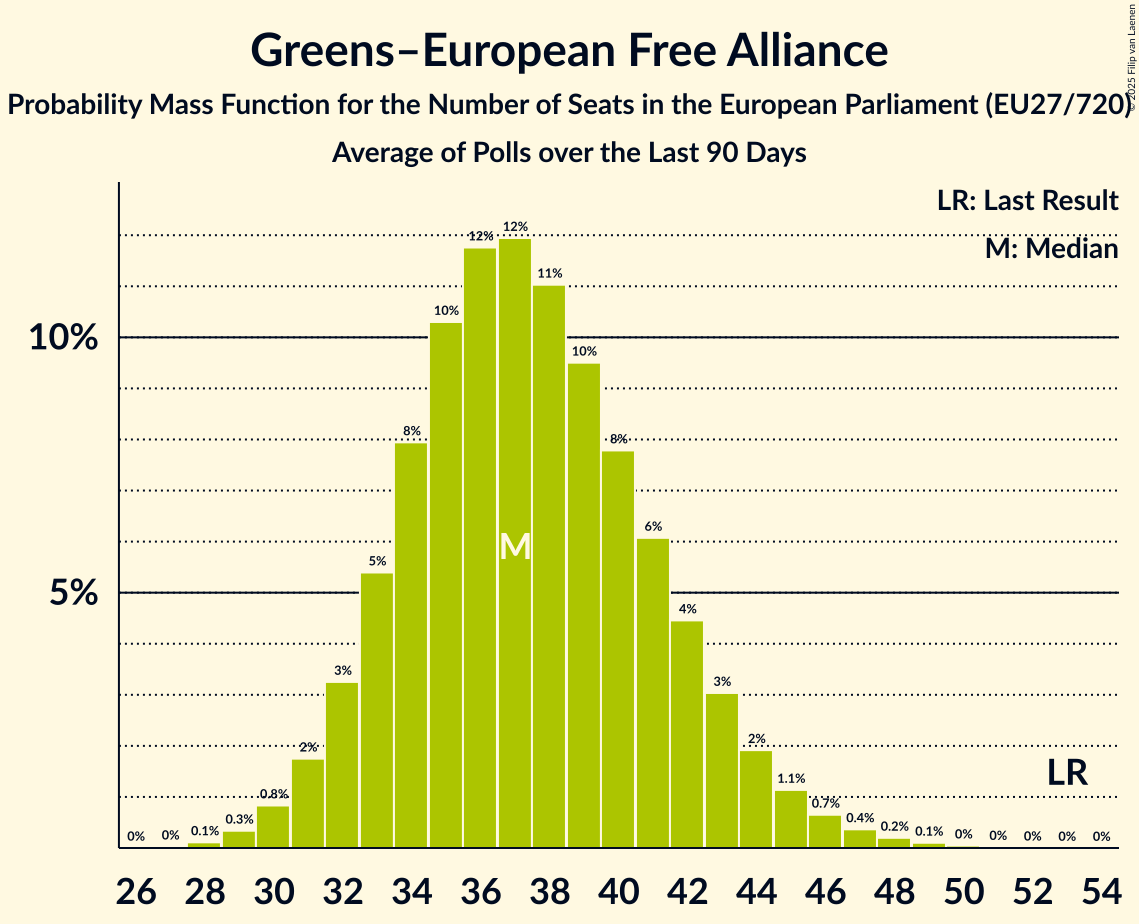 © 2025 Filip van Laenen
Greens–European Free Alliance
Probability Mass Function for the Number of Seats in the European Parliament (EU27/720)
Average of Polls over the Last 90 Days
LR: Last Result
M: Median
10%
5%
0% 0% 0.1% 0.3% 0.8% 2% 3% 5% 8% 10% 12% 12% 11% 10% 8% 6% 4% 3% 2% 1.1% 0.7% 0.4% 0.2% 0.1% 0% 0% 0% 0% 0%
M
LR
26 28 30 32 34 36 38 40 42 44 46 48 50 52 54